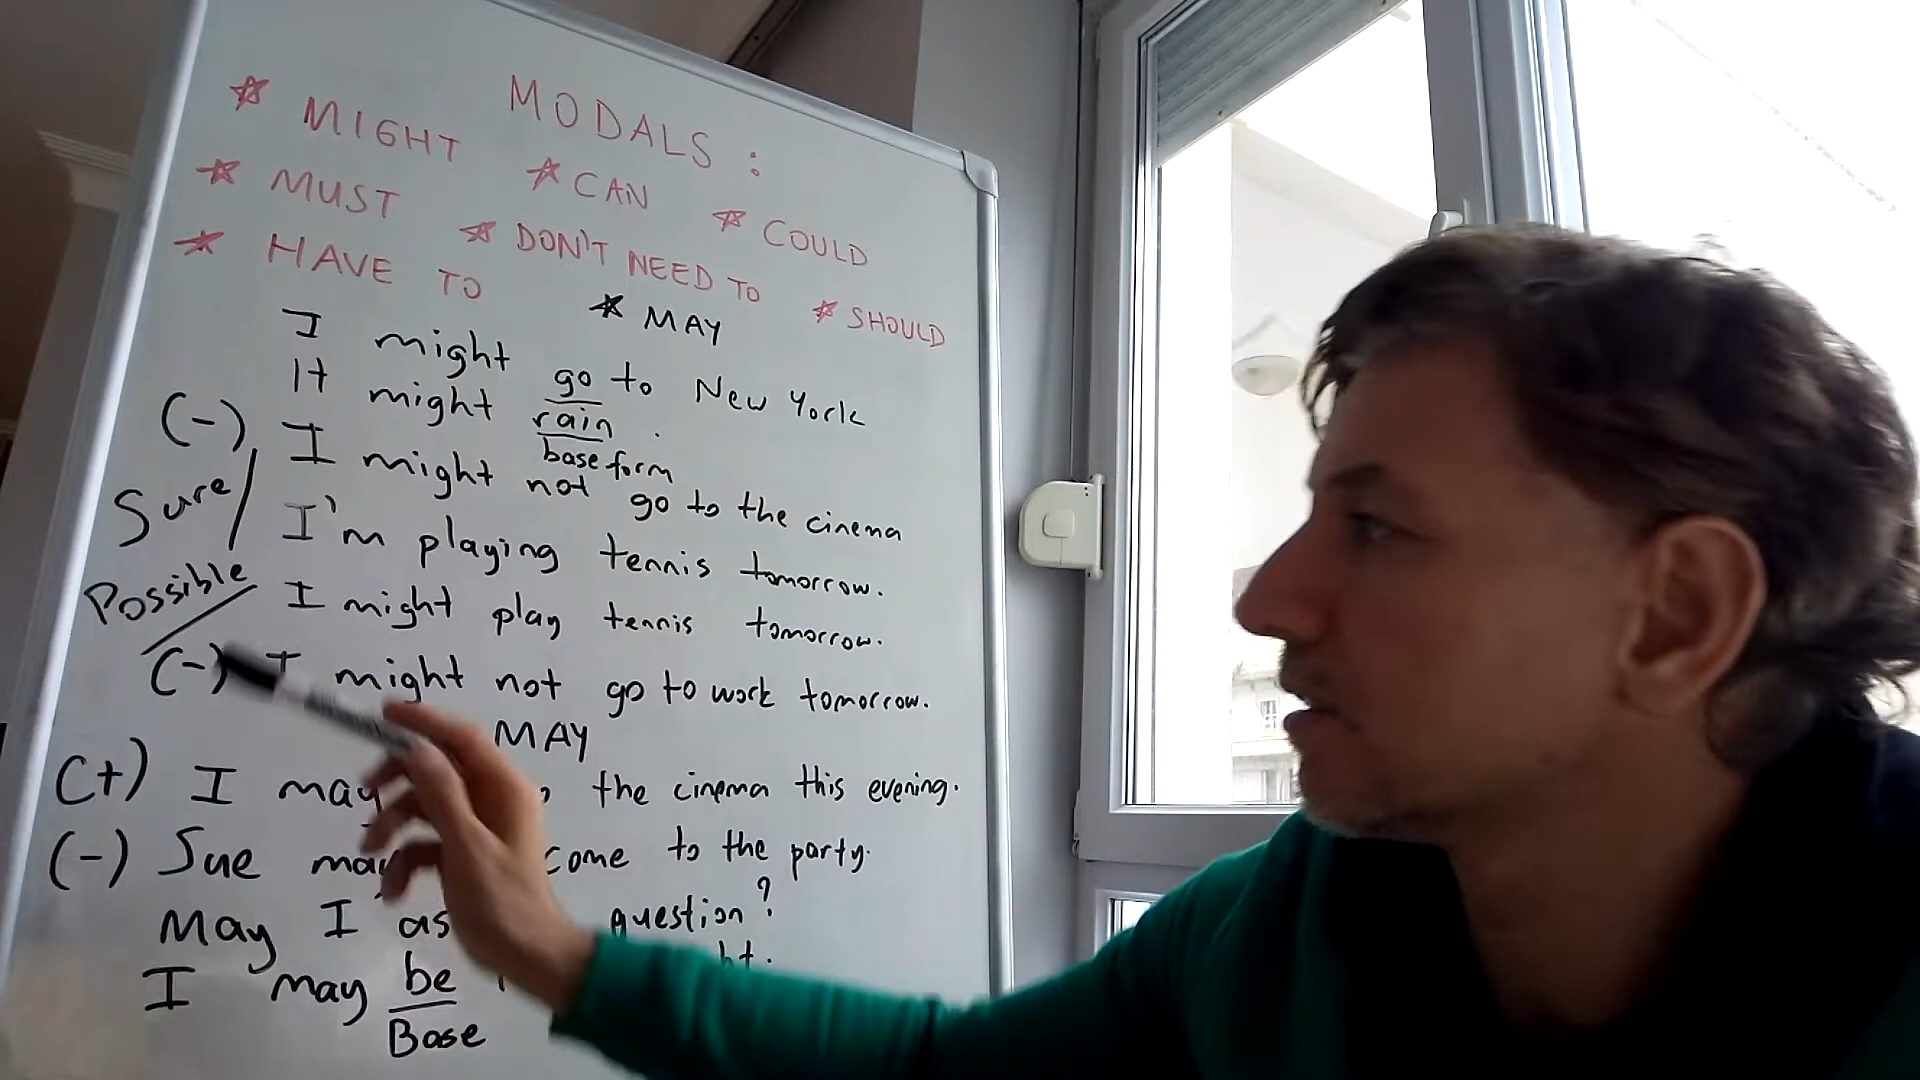 MODALS :
* MIGHT * CAN * COULD
* MUST * DON'T NEED TO * SHOULD
* HAVE TO * MAY
I might go to New York
It might rain.
base form
(-) I might not go to the cinema
Sure / I'm playing tennis tomorrow.
Possible / I might play tennis tomorrow.
(-) I might not go to work tomorrow.
MAY
(+) I may the cinema this evening.
(-) Sue may come to the party.
May I question?
I may be
Base